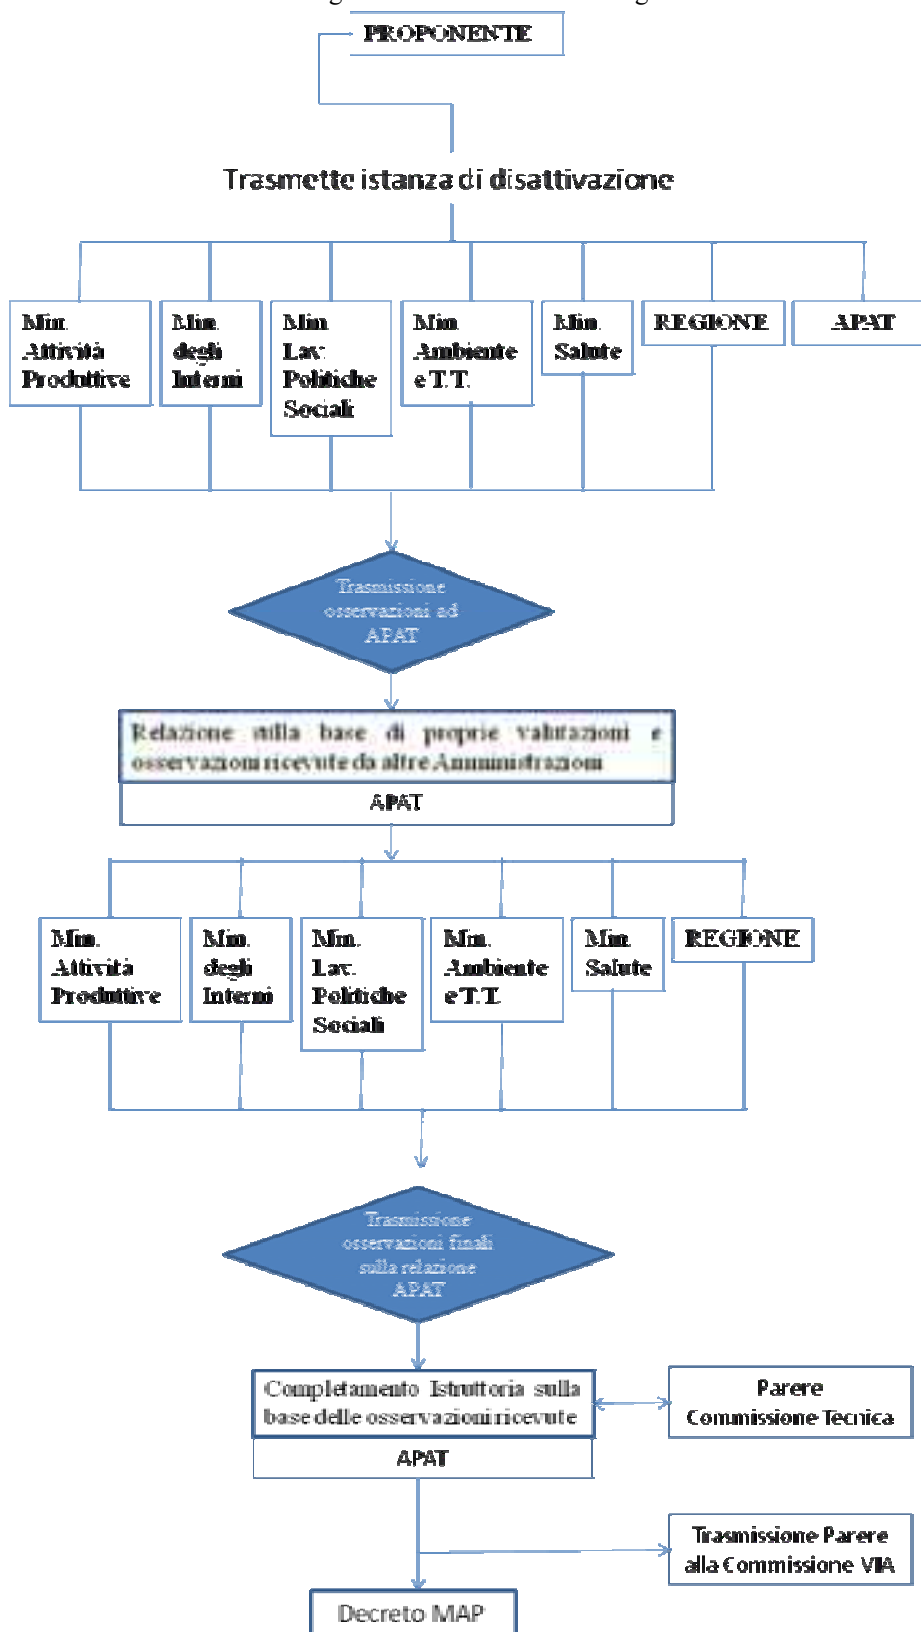 PROPONENTE
Trasmette istanza di disattivazione
Min.
Attività
Produttive
Min.
degli
Interni
Min.
Lav.
Politiche
Sociali
Min.
Ambiente
e T.T.
Min.
Salute
REGIONE
APAT
Trasmissione
osservazioni ad
APAT
Relazione sulla base di proprie valutazioni e
osservazioni ricevute da altre Amministrazioni
APAT
Min.
Attività
Produttive
Min.
degli
Interni
Min.
Lav.
Politiche
Sociali
Min.
Ambiente
e T.T.
Min.
Salute
REGIONE
Trasmissione
osservazioni finali
sulla relazione
APAT
Completamento Istruttoria sulla
base delle osservazioni ricevute
APAT
Parere
Commissione Tecnica
Trasmissione Parere
alla Commissione VIA
Decreto MAP